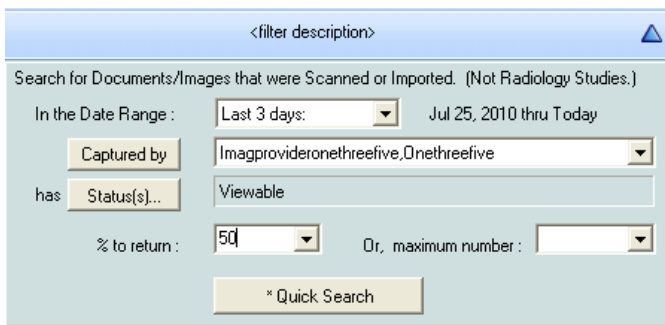 <filter description>
Search for Documents/Images that were Scanned or Imported. (Not Radiology Studies.)
In the Date Range : Last 3 days: Jul 25, 2010 thru Today
Captured by Imagprovideronethreefive,Onethreefive
has Status(s)... Viewable
% to return : 50 Or, maximum number :
* Quick Search